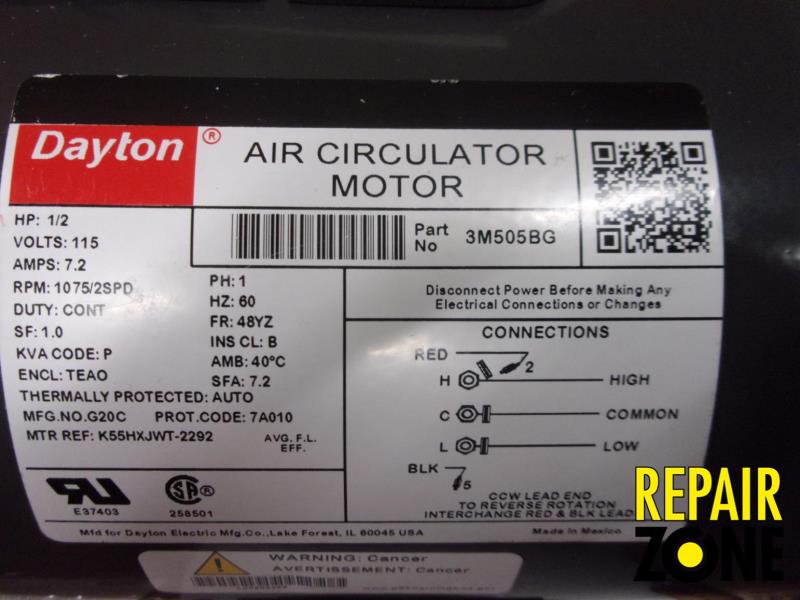 Dayton®
AIR CIRCULATOR
MOTOR
HP: 1/2
VOLTS: 115
AMPS: 7.2
RPM: 1075/2SPD
DUTY: CONT
SF: 1.0
KVA CODE: P
ENCL: TEAO
PH: 1
HZ: 60
FR: 48YZ
INS CL: B
AMB: 40°C
SFA: 7.2
THERMALLY PROTECTED: AUTO
MFG.NO.G20C PROT.CODE: 7A010
MTR REF: K55HXJWT-2292
AVG. F.L.
EFF.
Part
No 3M505BG
Disconnect Power Before Making Any
Electrical Connections or Changes
CONNECTIONS
RED
2
H HIGH
C COMMON
L LOW
BLK
5
CCW LEAD END
TO REVERSE ROTATION
INTERCHANGE RED & BLK LEAD
E37403
SA®
258501
Mfd for Dayton Electric Mfg.Co.,Lake Forest, IL 60045 USA
Made in Mexico
WARNING: Cancer
AVERTISSEMENT: Cancer
REPAIR
ZONE